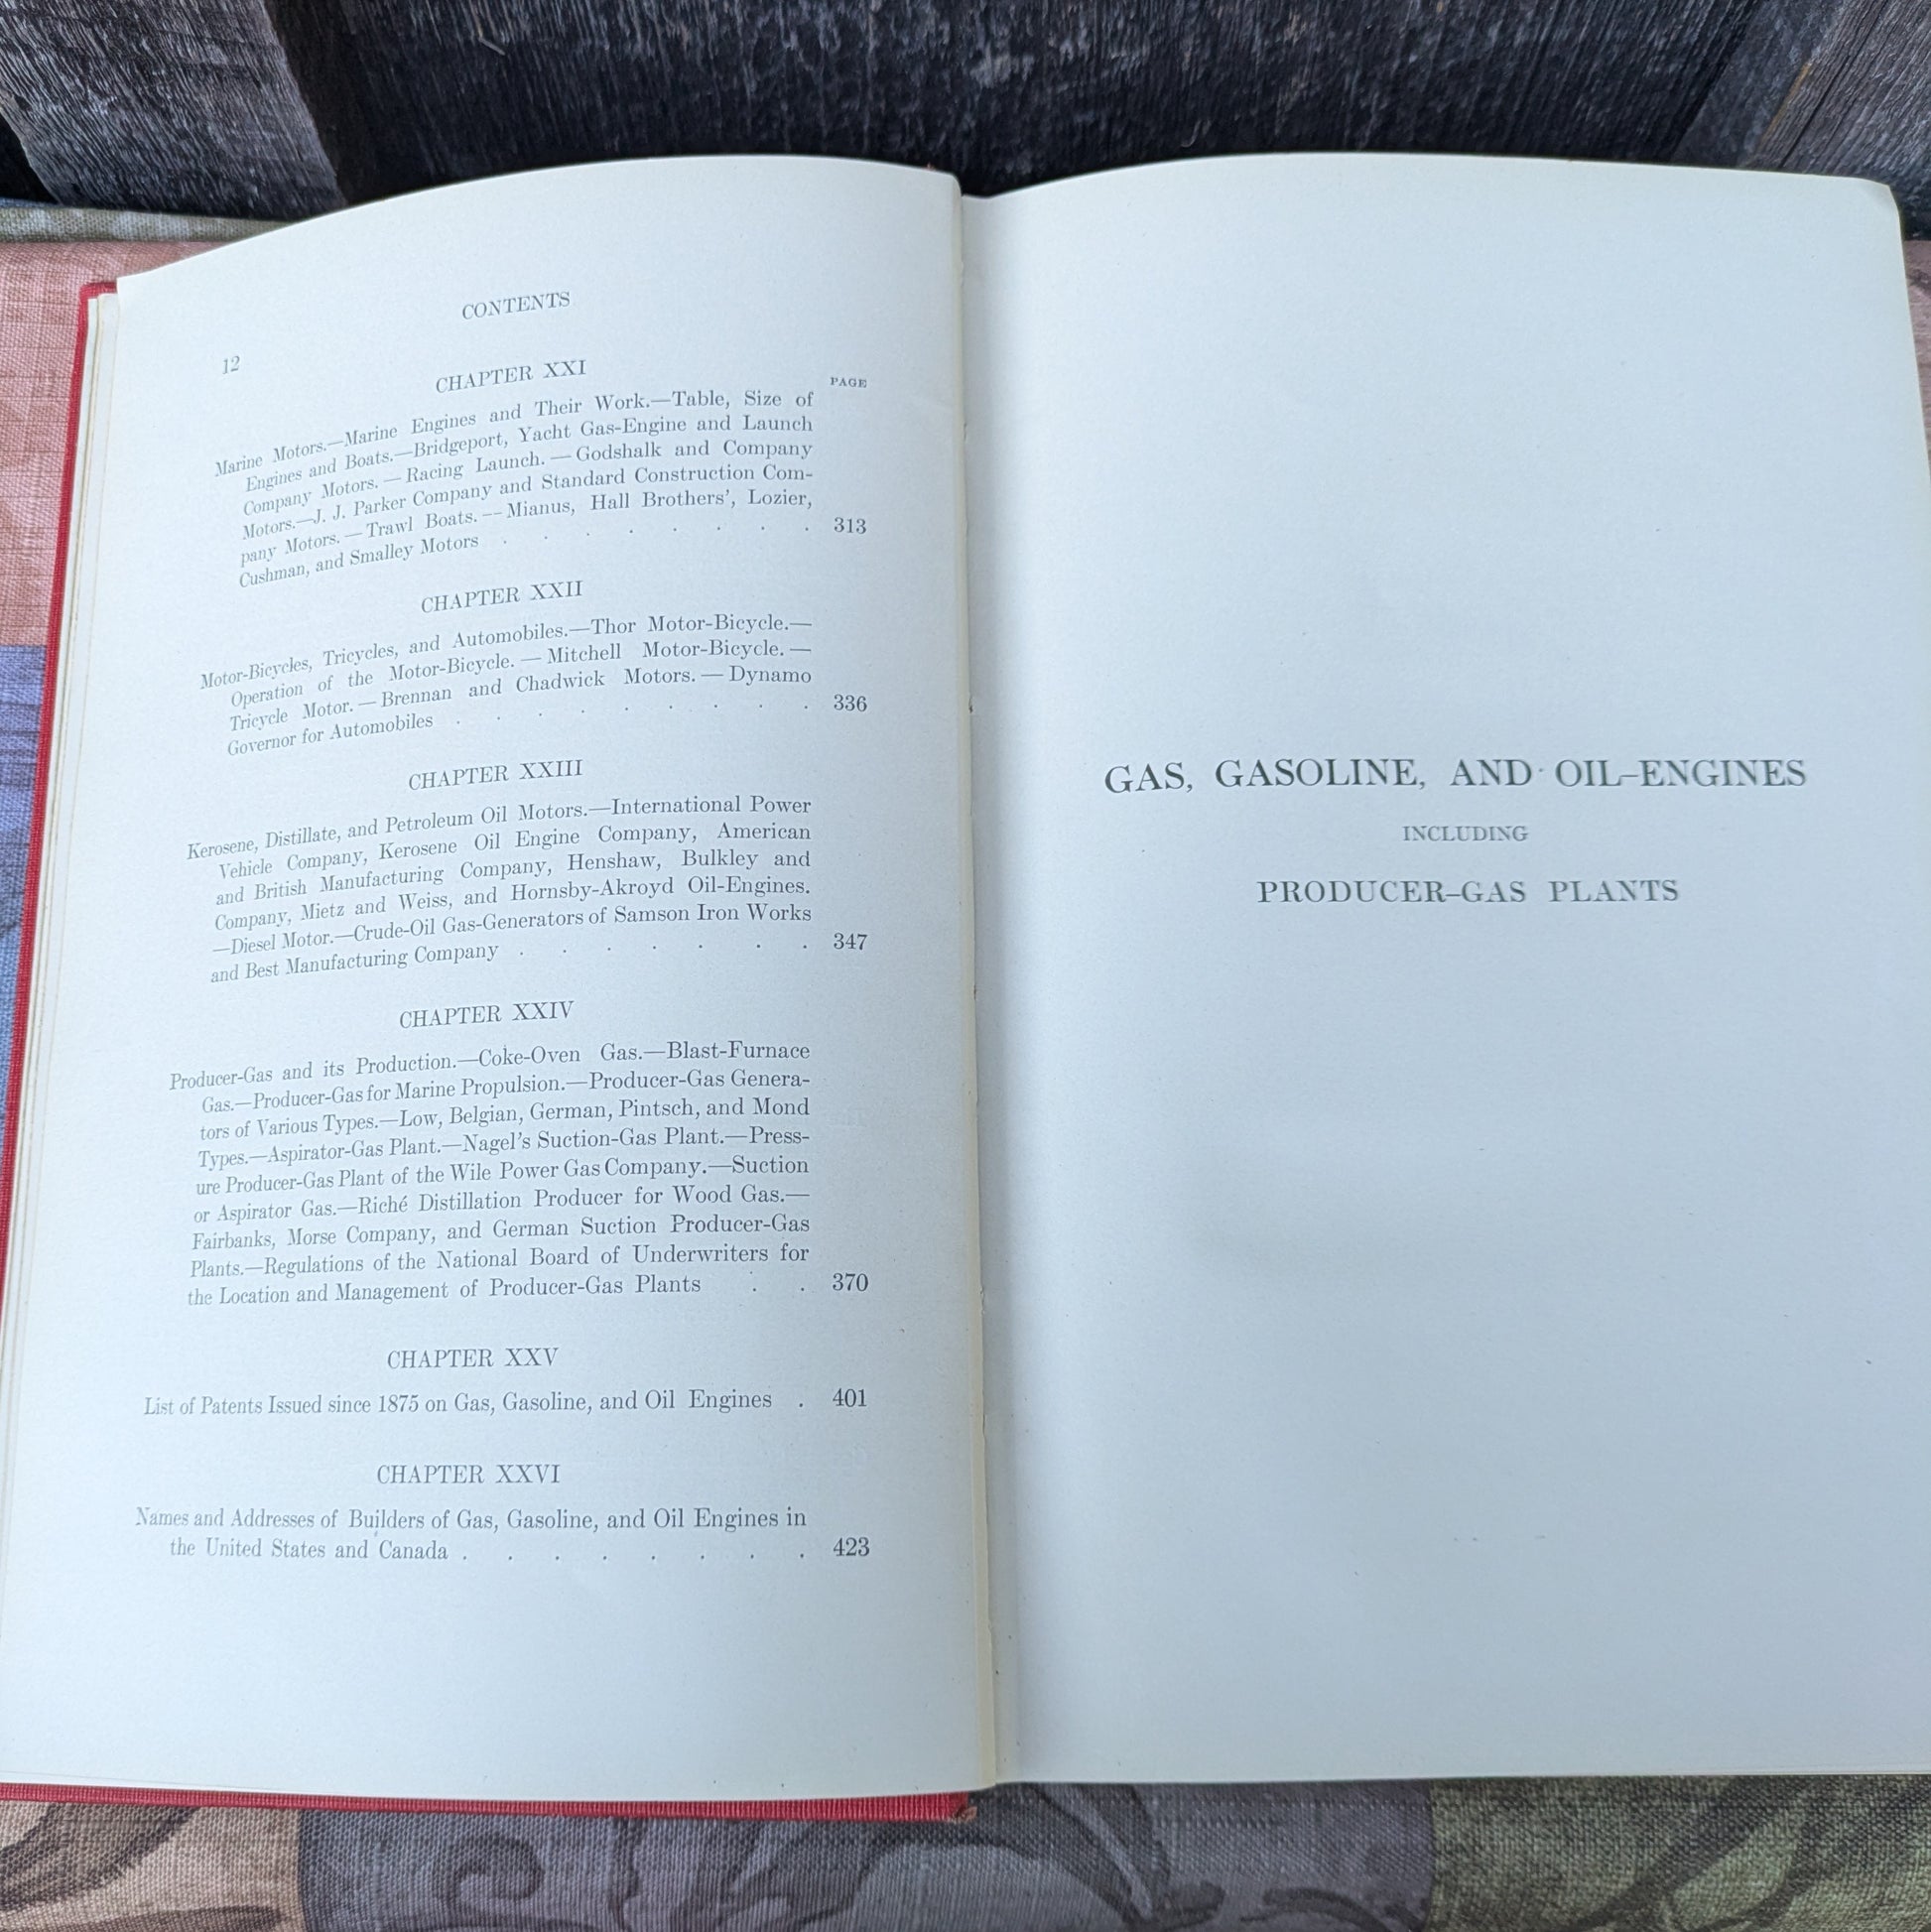 CONTENTS
12
CHAPTER XXI
PAGE
Marine Motors.—Marine Engines and Their Work.—Table, Size of
Engines and Boats.—Bridgeport, Yacht Gas-Engine and Launch
Company Motors. — Racing Launch. — Godshalk and Company
Motors.—J. J. Parker Company and Standard Construction Com-
pany Motors. — Trawl Boats. -- Mianus, Hall Brothers', Lozier,
Cushman, and Smalley Motors . . . . . . . . 313
CHAPTER XXII
Motor-Bicycles, Tricycles, and Automobiles.—Thor Motor-Bicycle.—
Operation of the Motor-Bicycle. — Mitchell Motor-Bicycle. —
Tricycle Motor. — Brennan and Chadwick Motors. — Dynamo
Governor for Automobiles . . . . . . . . . 336
CHAPTER XXIII
Kerosene, Distillate, and Petroleum Oil Motors.—International Power
Vehicle Company, Kerosene Oil Engine Company, American
and British Manufacturing Company, Henshaw, Bulkley and
Company, Mietz and Weiss, and Hornsby-Akroyd Oil-Engines.
—Diesel Motor.—Crude-Oil Gas-Generators of Samson Iron Works
and Best Manufacturing Company . . . . . . . 347
CHAPTER XXIV
Producer-Gas and its Production.—Coke-Oven Gas.—Blast-Furnace
Gas.—Producer-Gas for Marine Propulsion.—Producer-Gas Genera-
tors of Various Types.—Low, Belgian, German, Pintsch, and Mond
Types.—Aspirator-Gas Plant.—Nagel's Suction-Gas Plant.—Press-
ure Producer-Gas Plant of the Wile Power Gas Company.—Suction
or Aspirator Gas.—Riché Distillation Producer for Wood Gas.—
Fairbanks, Morse Company, and German Suction Producer-Gas
Plants.—Regulations of the National Board of Underwriters for
the Location and Management of Producer-Gas Plants . . 370
CHAPTER XXV
List of Patents Issued since 1875 on Gas, Gasoline, and Oil Engines . 401
CHAPTER XXVI
Names and Addresses of Builders of Gas, Gasoline, and Oil Engines in
the United States and Canada . . . . . . . . 423
GAS, GASOLINE, AND OIL-ENGINES
INCLUDING
PRODUCER-GAS PLANTS